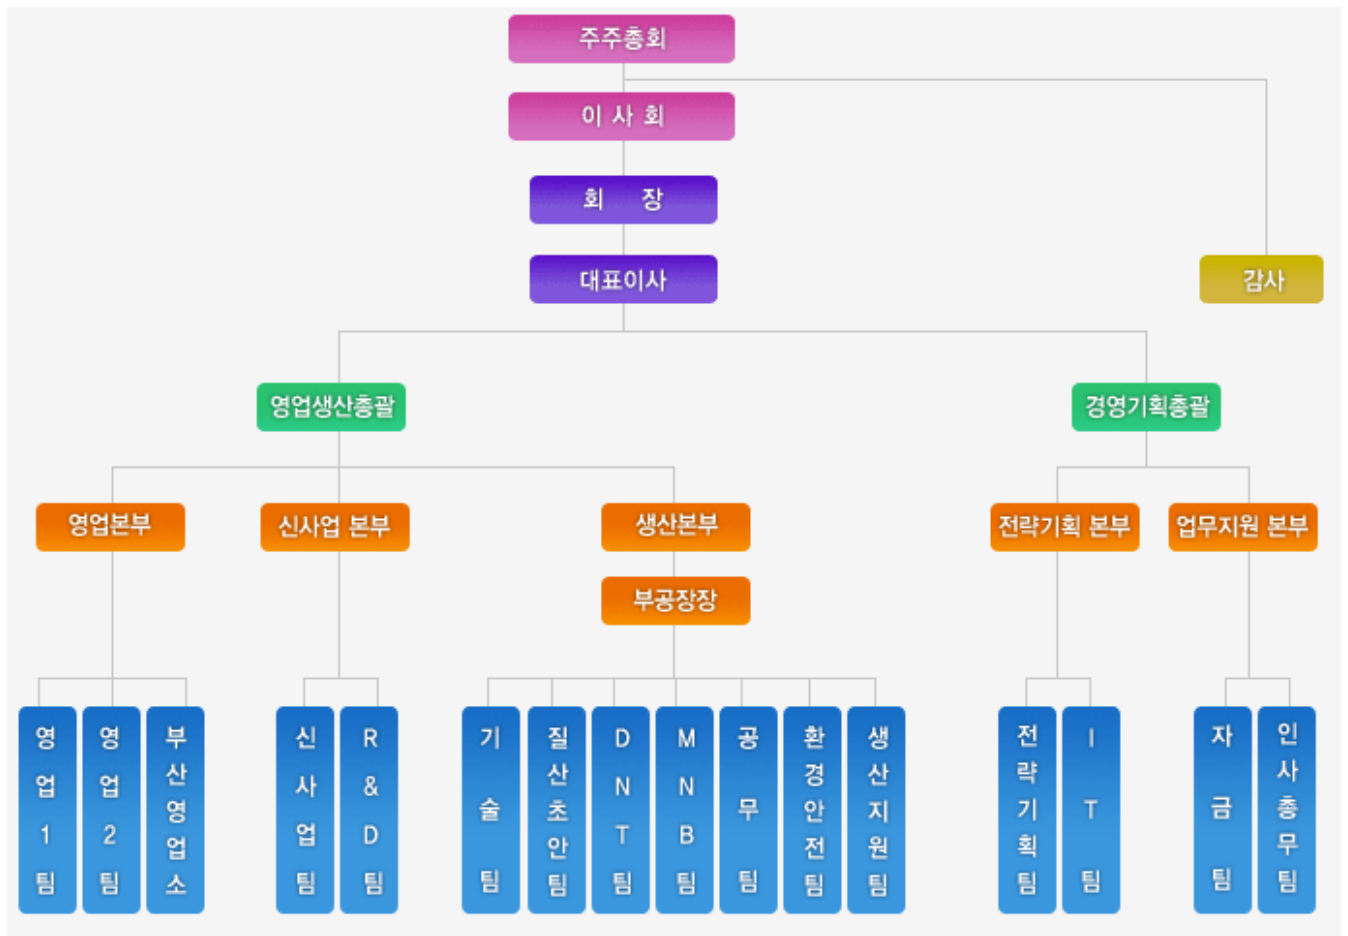 주주총회
이 사 회
회 장
대표이사
감사
영업생산총괄
경영기획총괄
영업본부
신사업 본부
생산본부
전략기획 본부
업무지원 본부
부공장장
영업1팀
영업2팀
부산영업소
신사업팀
R&D팀
기술팀
질산초안팀
DNT팀
MNB팀
공무팀
환경안전팀
생산지원팀
전략기획팀
IT팀
자금팀
인사총무팀